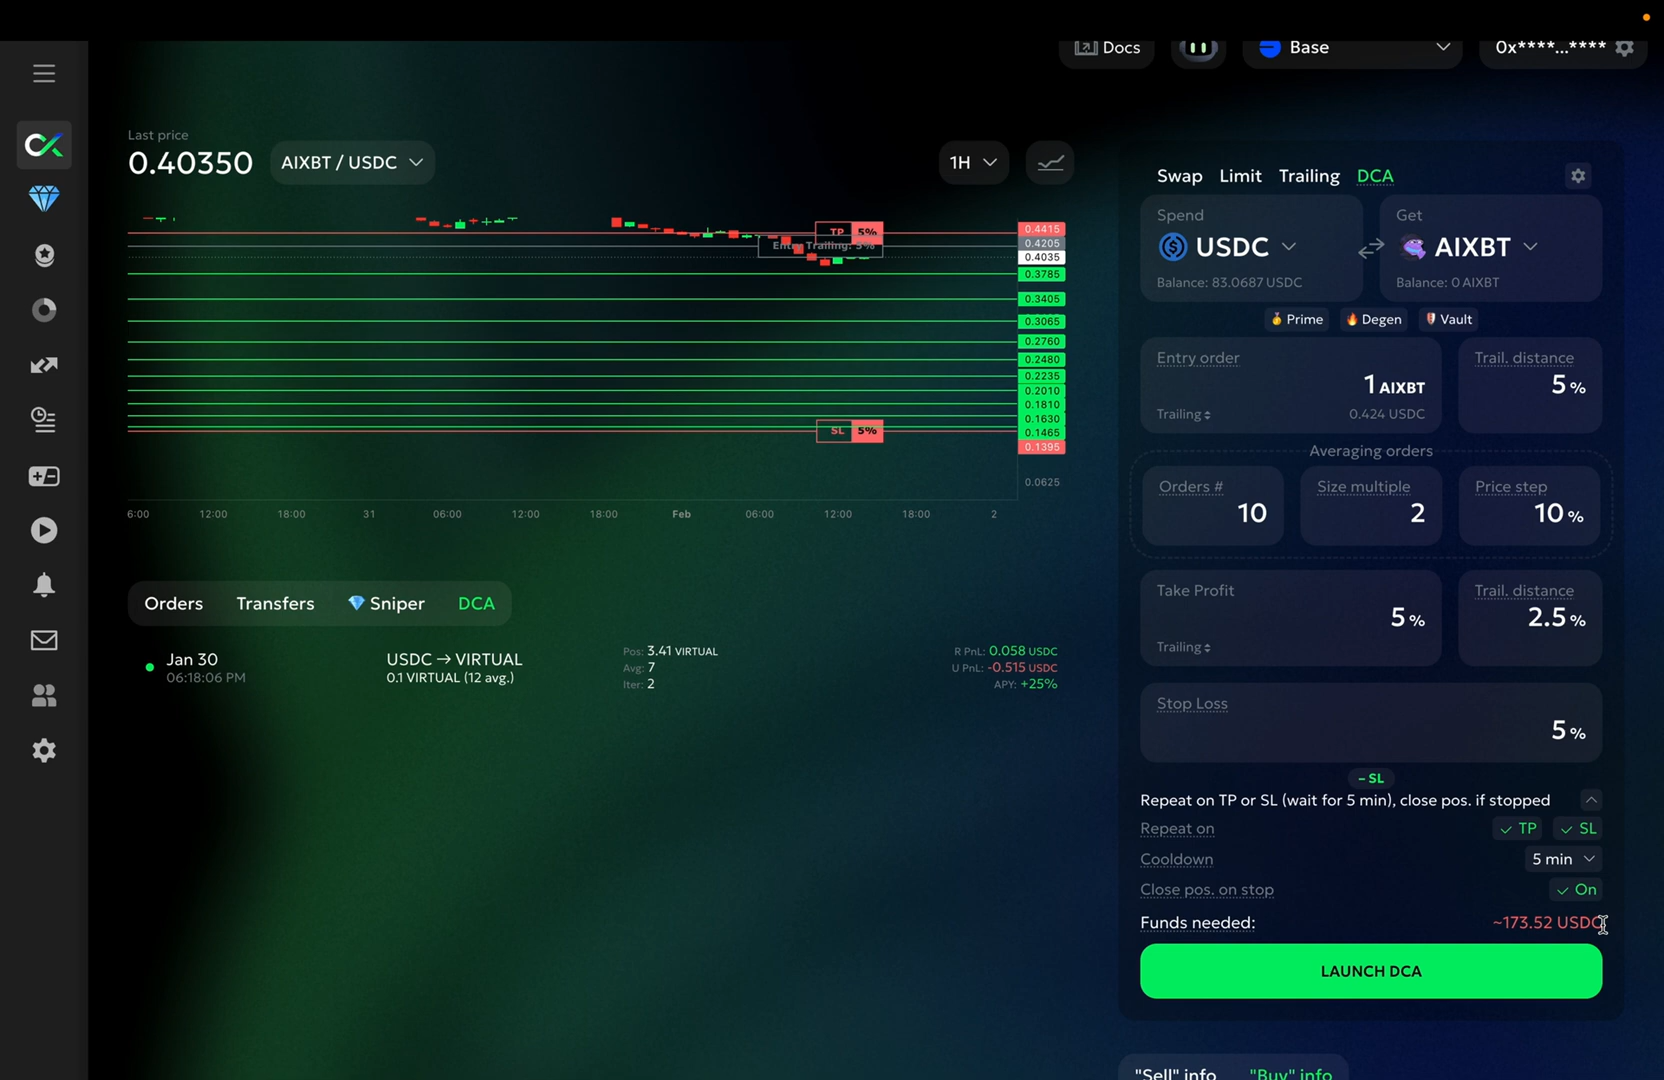 Docs
Base
0x****...****
Last price
0.40350
AIXBT / USDC
1H
Swap Limit Trailing DCA
Spend
USDC
Balance: 83.0687 USDC
Get
AIXBT
Balance: 0 AIXBT
Prime
Degen
Vault
TP 5%
Entry Trailing: 5%
SL 5%
0.4415
0.4205
0.4035
0.3785
0.3405
0.3065
0.2760
0.2480
0.2235
0.2010
0.1810
0.1630
0.1465
0.1395
0.0625
6:00 12:00 18:00 31 06:00 12:00 18:00 Feb 06:00 12:00 18:00 2
Entry order
1 AIXBT
Trailing
0.424 USDC
Trail. distance
5 %
Averaging orders
Orders #
10
Size multiple
2
Price step
10 %
Take Profit
5 %
Trailing
Trail. distance
2.5 %
Stop Loss
5 %
– SL
Repeat on TP or SL (wait for 5 min), close pos. if stopped
Repeat on
TP SL
Cooldown
5 min
Close pos. on stop
On
Funds needed:
~173.52 USDC
LAUNCH DCA
"Sell" info "Buy" info
Orders Transfers Sniper DCA
Jan 30
06:18:06 PM
USDC → VIRTUAL
0.1 VIRTUAL (12 avg.)
Pos: 3.41 VIRTUAL
Avg: 7
Iter: 2
R PnL: 0.058 USDC
U PnL: -0.515 USDC
APY: +25%